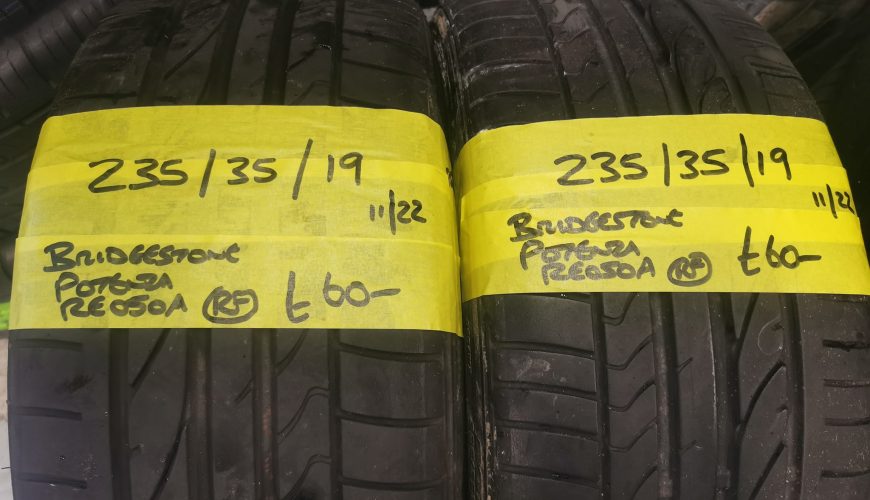 235/35/19
11/22
BRIDGESTONE
POTENZA
RE050A RF £60-
235/35/19
11/22
BRIDGESTONE
POTENZA
RE050A RF £60-